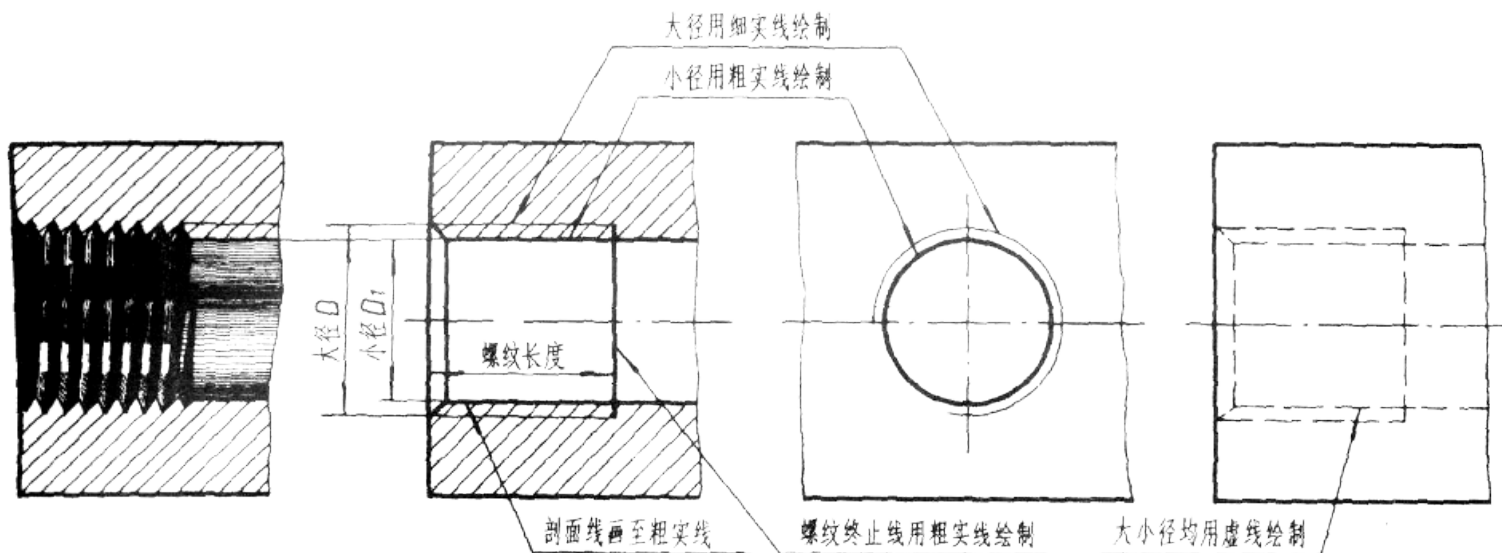 大径用细实线绘制
小径用粗实线绘制
大径D
小径D1
螺纹长度
剖面线画至粗实线
螺纹终止线用粗实线绘制
大小径均用虚线绘制